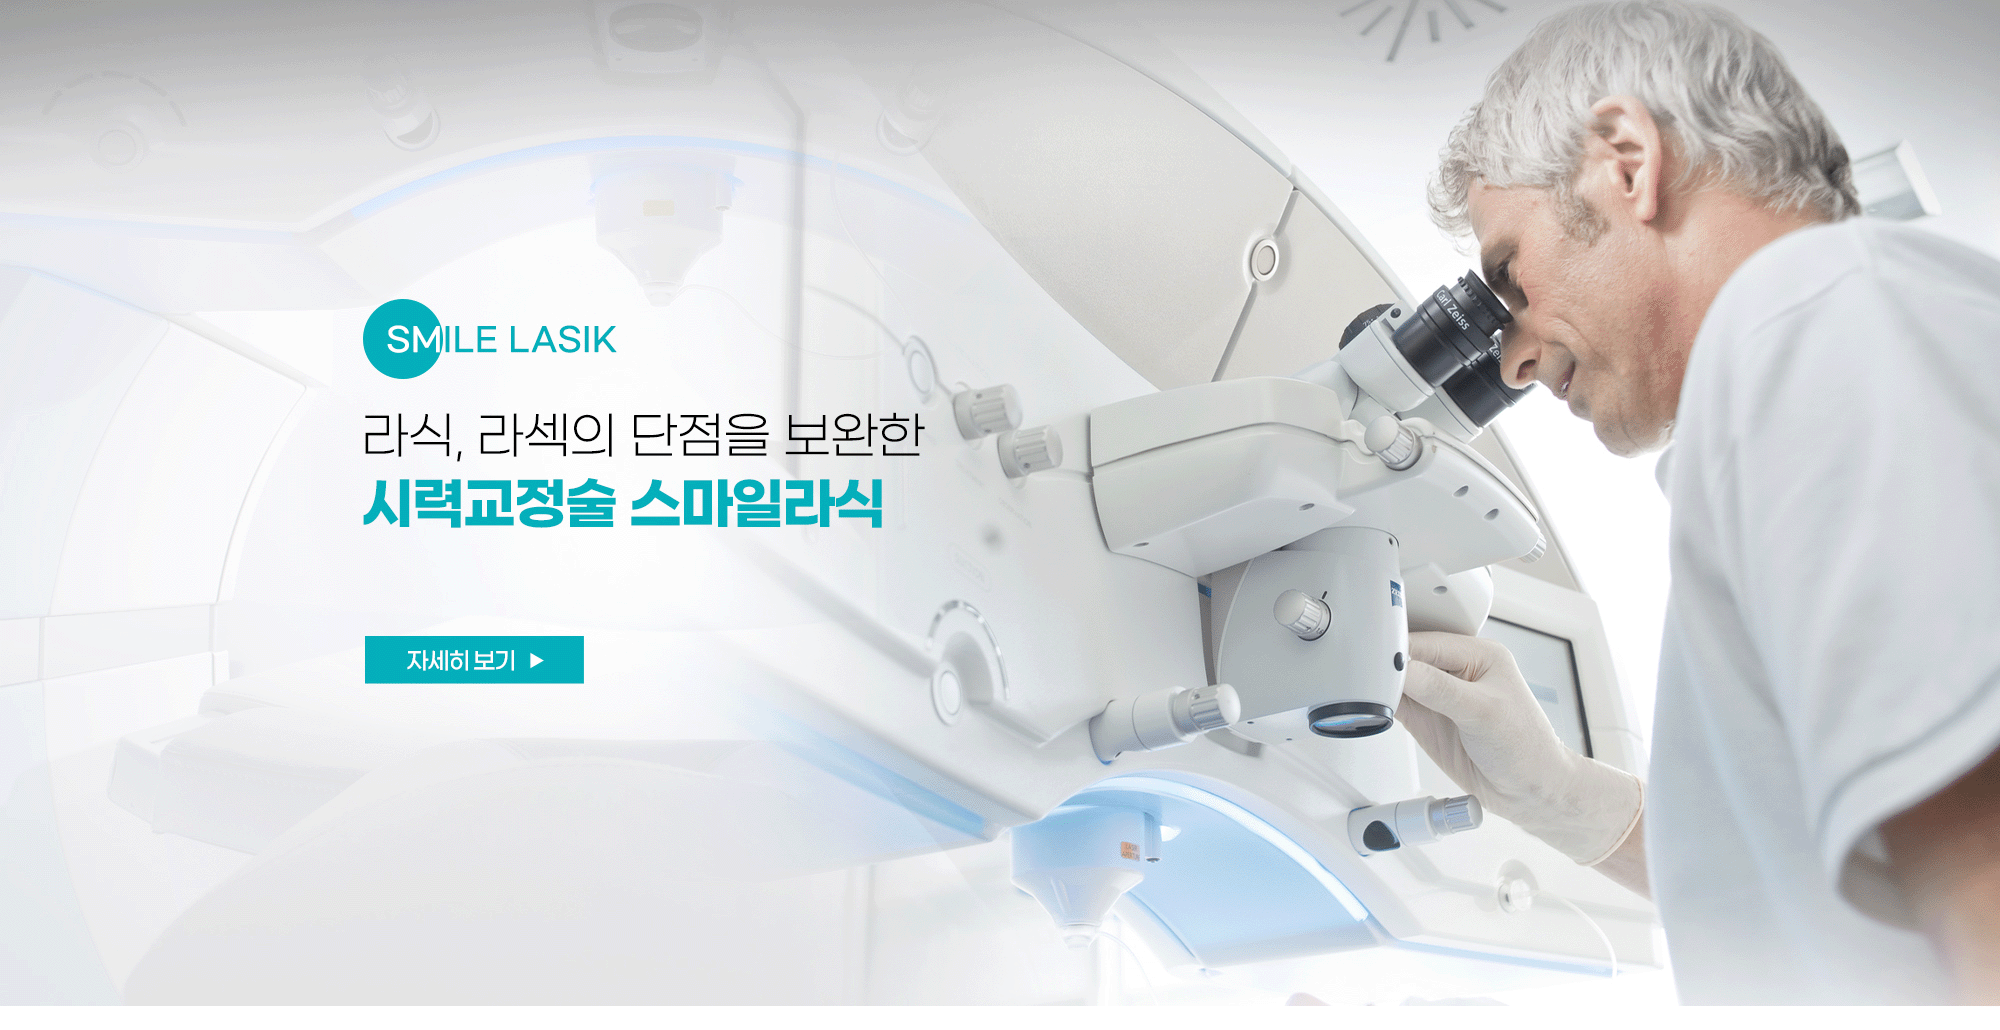 SMILE LASIK
라식, 라섹의 단점을 보완한
시력교정술 스마일라식
자세히 보기 ▶
Carl Zeiss